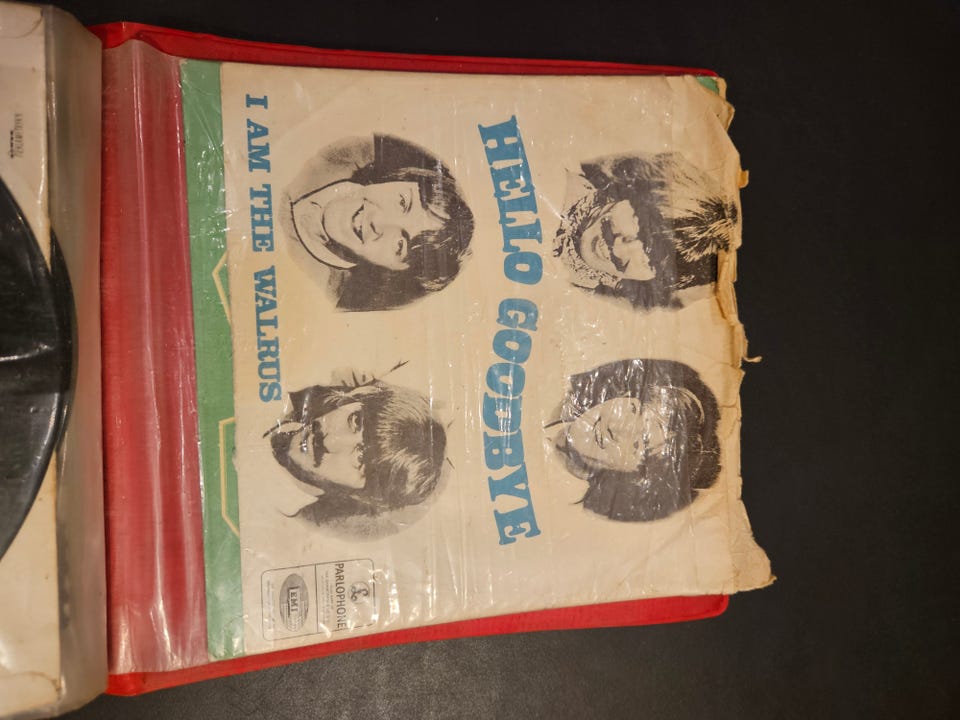 HELLO GOODBYE
I AM THE WALRUS
PARLOPHONE
EMI